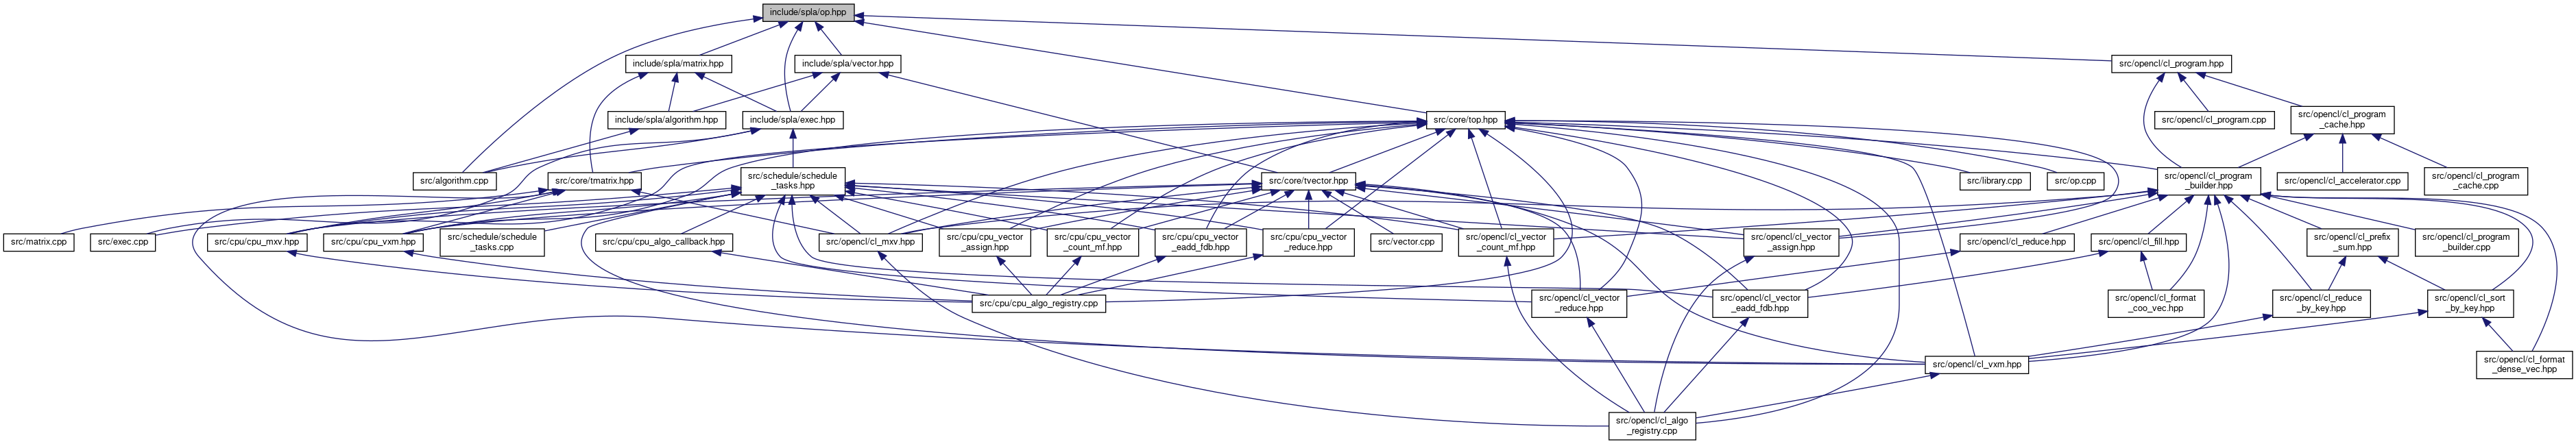 include/spla/op.hpp
include/spla/matrix.hpp
include/spla/vector.hpp
src/opencl/cl_program.hpp
include/spla/algorithm.hpp
include/spla/exec.hpp
src/core/top.hpp
src/opencl/cl_program.cpp
src/opencl/cl_program
_cache.hpp
src/algorithm.cpp
src/core/tmatrix.hpp
src/schedule/schedule
_tasks.hpp
src/core/tvector.hpp
src/library.cpp
src/op.cpp
src/opencl/cl_program
_builder.hpp
src/opencl/cl_accelerator.cpp
src/opencl/cl_program
_cache.cpp
src/matrix.cpp
src/exec.cpp
src/cpu/cpu_mxv.hpp
src/cpu/cpu_vxm.hpp
src/schedule/schedule
_tasks.cpp
src/cpu/cpu_algo_callback.hpp
src/opencl/cl_mxv.hpp
src/cpu/cpu_vector
_assign.hpp
src/cpu/cpu_vector
_count_mf.hpp
src/cpu/cpu_vector
_eadd_fdb.hpp
src/cpu/cpu_vector
_reduce.hpp
src/vector.cpp
src/opencl/cl_vector
_count_mf.hpp
src/opencl/cl_vector
_assign.hpp
src/opencl/cl_reduce.hpp
src/opencl/cl_fill.hpp
src/opencl/cl_prefix
_sum.hpp
src/opencl/cl_program
_builder.cpp
src/cpu/cpu_algo_registry.cpp
src/opencl/cl_vector
_reduce.hpp
src/opencl/cl_vector
_eadd_fdb.hpp
src/opencl/cl_format
_coo_vec.hpp
src/opencl/cl_reduce
_by_key.hpp
src/opencl/cl_sort
_by_key.hpp
src/opencl/cl_vxm.hpp
src/opencl/cl_format
_dense_vec.hpp
src/opencl/cl_algo
_registry.cpp